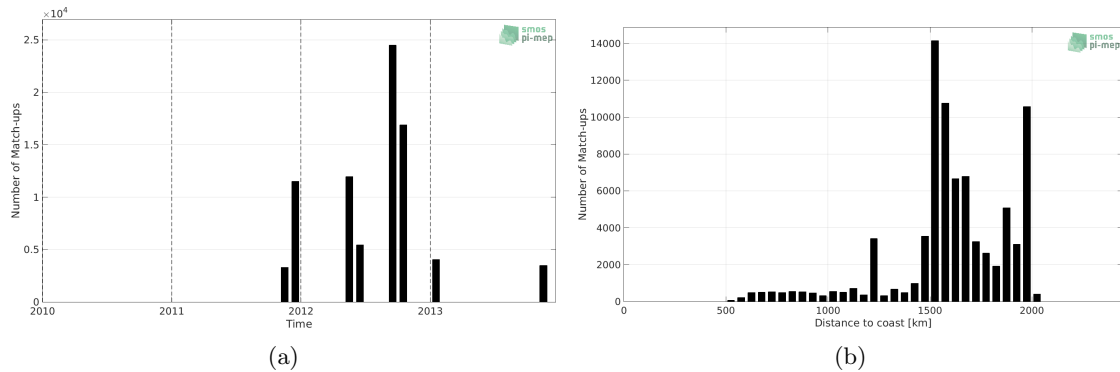 ×10⁴
2.5
2
1.5
1
0.5
0
Number of Match-ups
2010
2011
2012
2013
Time
smos
pi-mep
(a)
14000
12000
10000
8000
6000
4000
2000
0
Number of Match-ups
0
500
1000
1500
2000
Distance to coast [km]
smos
pi-mep
(b)